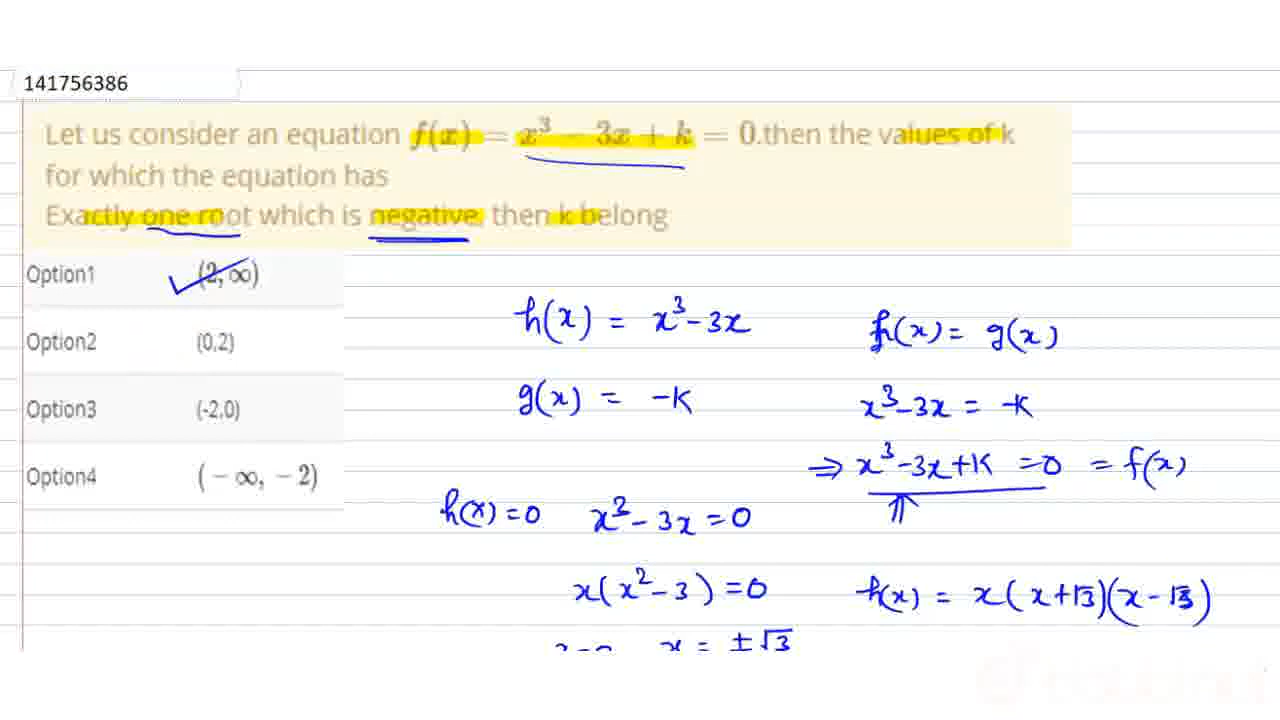 141756386
Let us consider an equation f(x) = x³ − 3x + k = 0.then the values of k
for which the equation has
Exactly one root which is negative, then k belong
Option1 (2, ∞)
Option2 (0,2)
Option3 (-2,0)
Option4 (−∞, −2)
h(x) = x³-3x
h(x) = g(x)
g(x) = -k
x³-3x = -k
⇒ x³-3x+k =0 = f(x)
h(x)=0 x³-3x=0
x(x²-3)=0
h(x) = x(x+√3)(x-√3)
x = ±√3